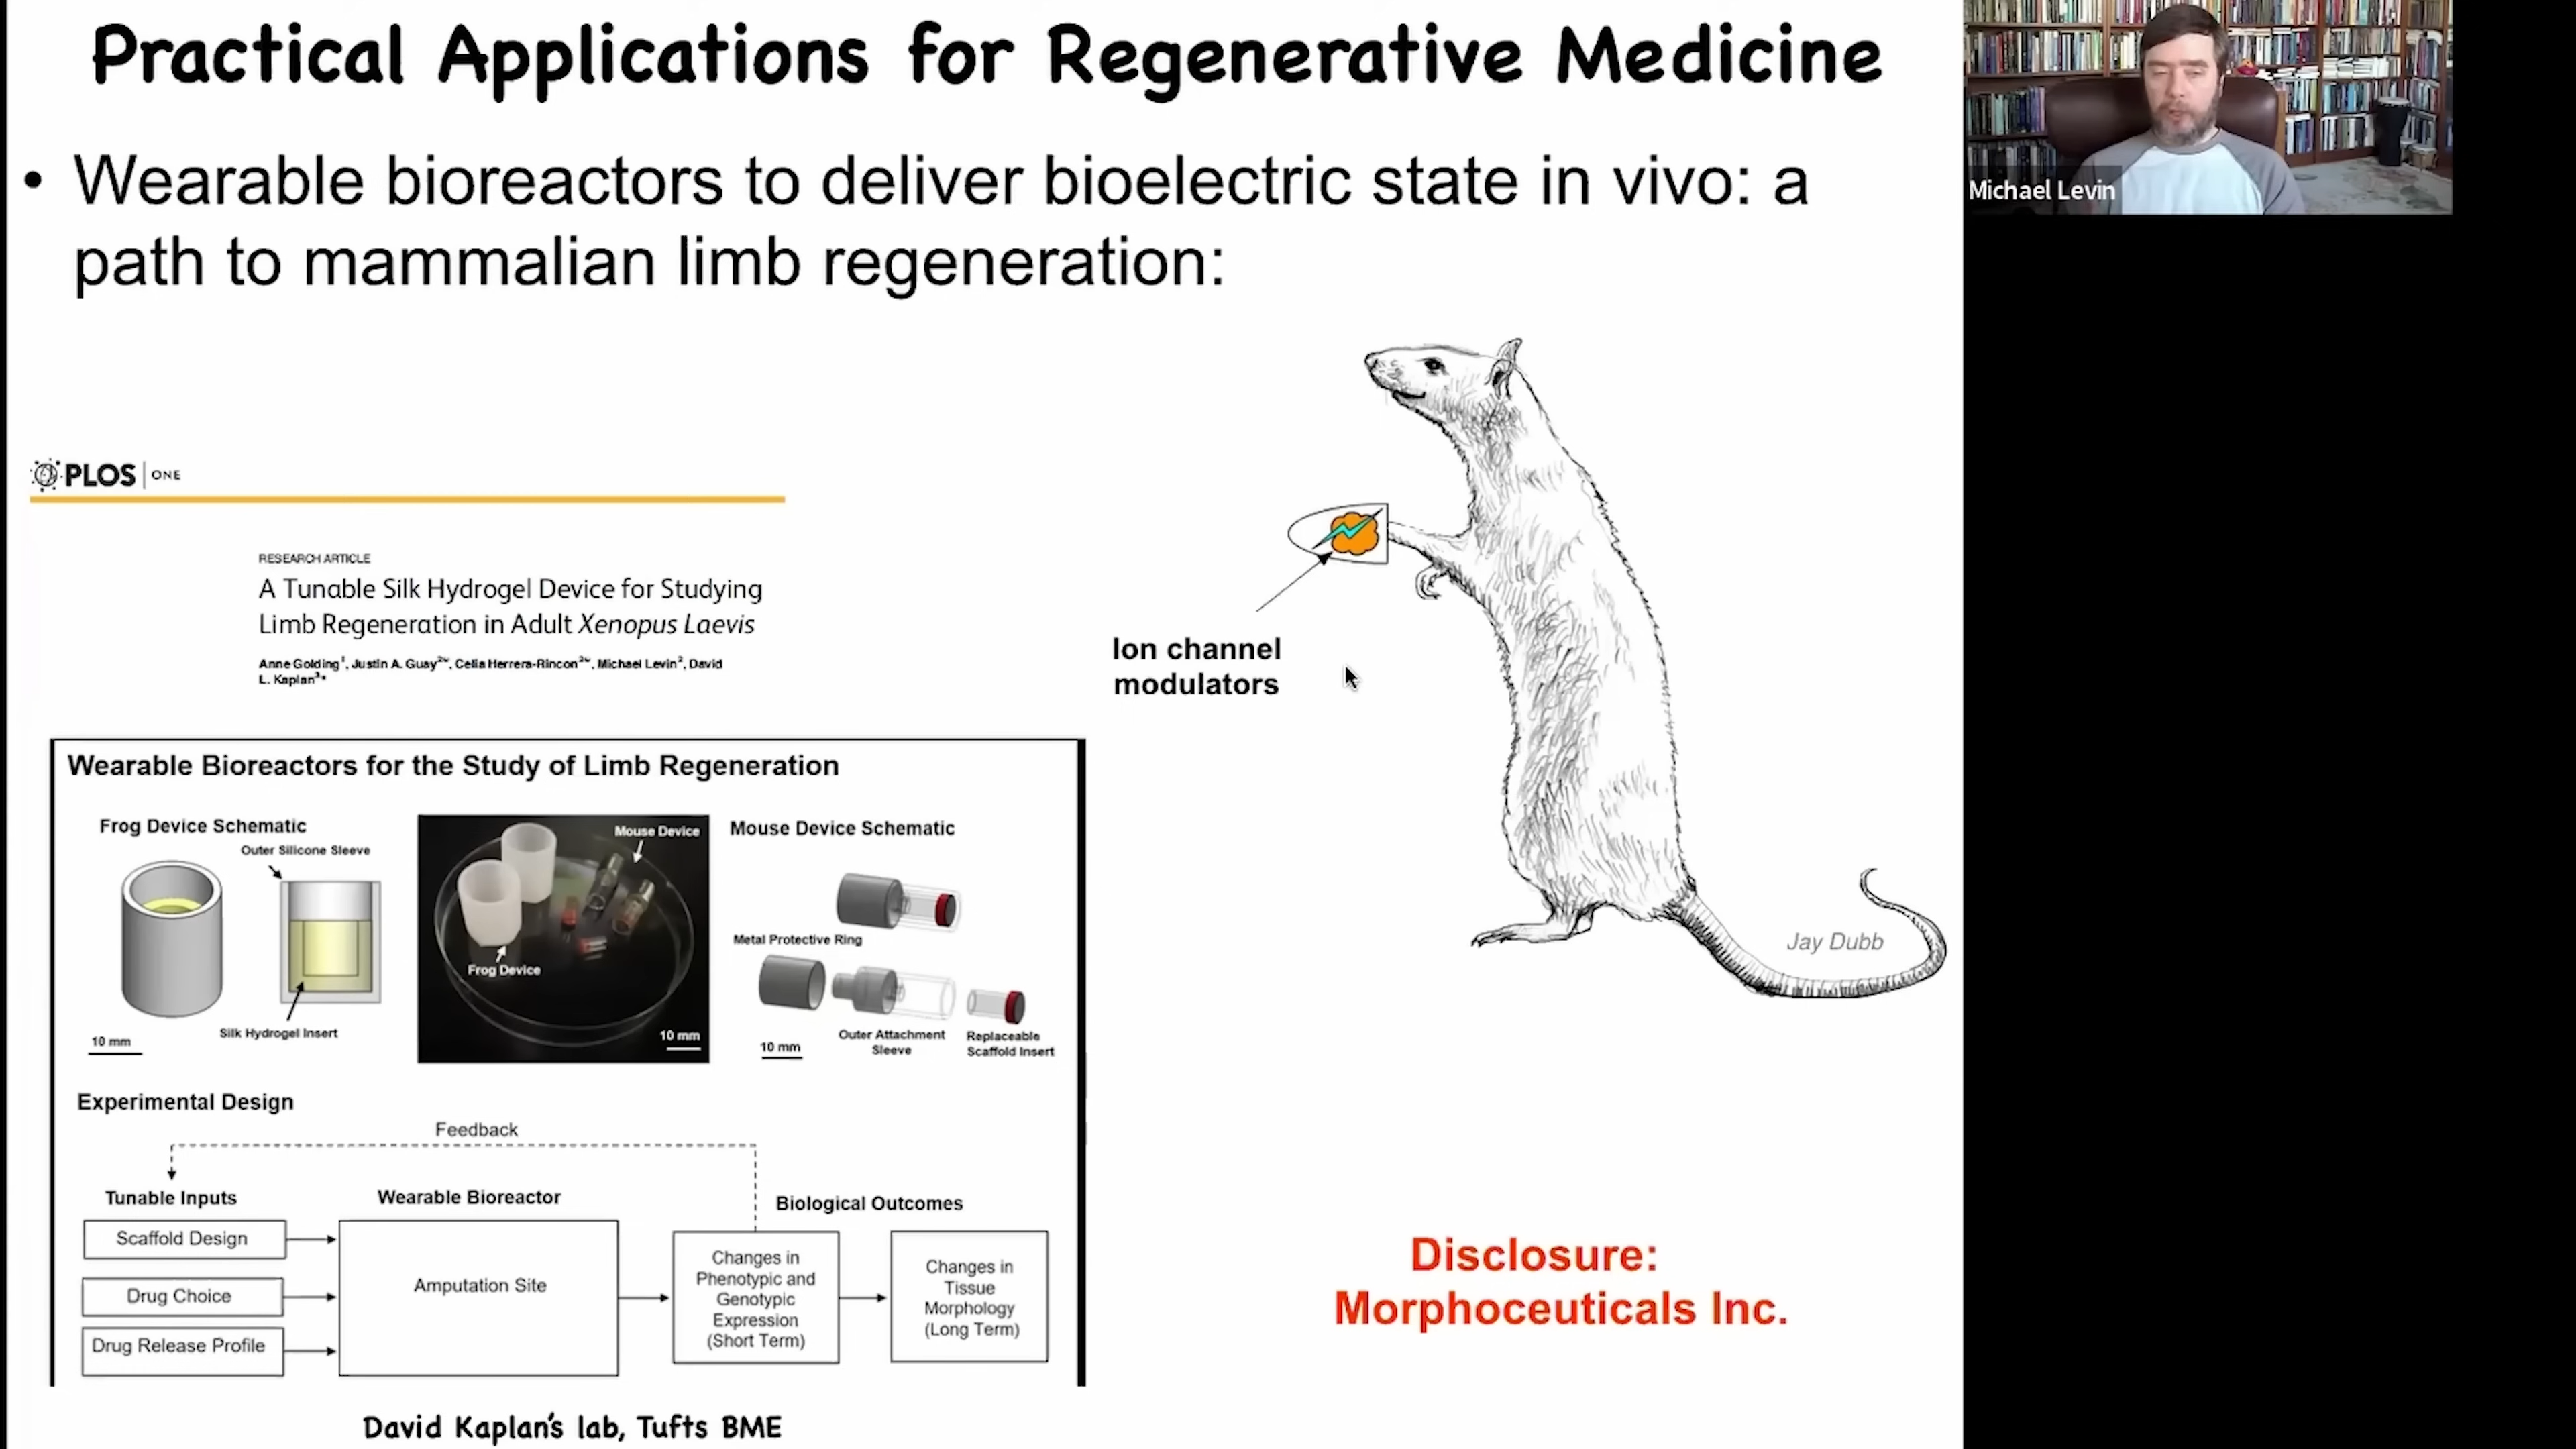 Practical Applications for Regenerative Medicine
• Wearable bioreactors to deliver bioelectric state in vivo: a
path to mammalian limb regeneration:
Michael Levin
PLOS | ONE
RESEARCH ARTICLE
A Tunable Silk Hydrogel Device for Studying
Limb Regeneration in Adult Xenopus Laevis
Anne Golding¹, Justin A. Guay², Celia Herrera-Rincon², Michael Levin², David
L. Kaplan³*
Ion channel
modulators
Jay Dubb
Wearable Bioreactors for the Study of Limb Regeneration
Frog Device Schematic
Outer Silicone Sleeve
Silk Hydrogel Insert
10 mm
Mouse Device
Frog Device
10 mm
Mouse Device Schematic
Metal Protective Ring
Outer Attachment
Sleeve
Replaceable
Scaffold Insert
10 mm
Experimental Design
Feedback
Tunable Inputs
Scaffold Design
Drug Choice
Drug Release Profile
Wearable Bioreactor
Amputation Site
Biological Outcomes
Changes in
Phenotypic and
Genotypic
Expression
(Short Term)
Changes in
Tissue
Morphology
(Long Term)
Disclosure:
Morphoceuticals Inc.
David Kaplan's lab, Tufts BME